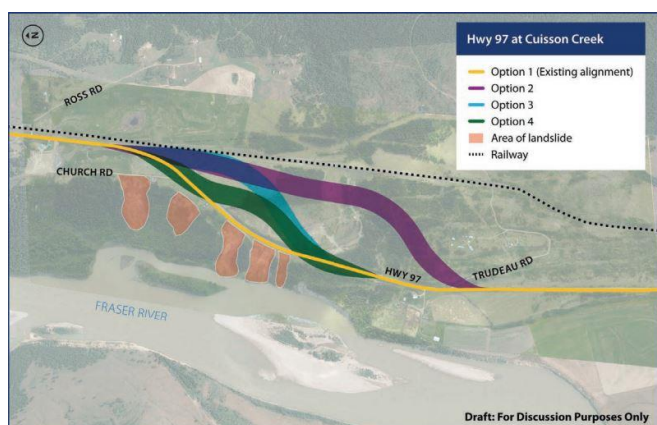 N
Hwy 97 at Cuisson Creek
Option 1 (Existing alignment)
Option 2
Option 3
Option 4
Area of landslide
Railway
ROSS RD
CHURCH RD
HWY 97
TRUDEAU RD
FRASER RIVER
Draft: For Discussion Purposes Only